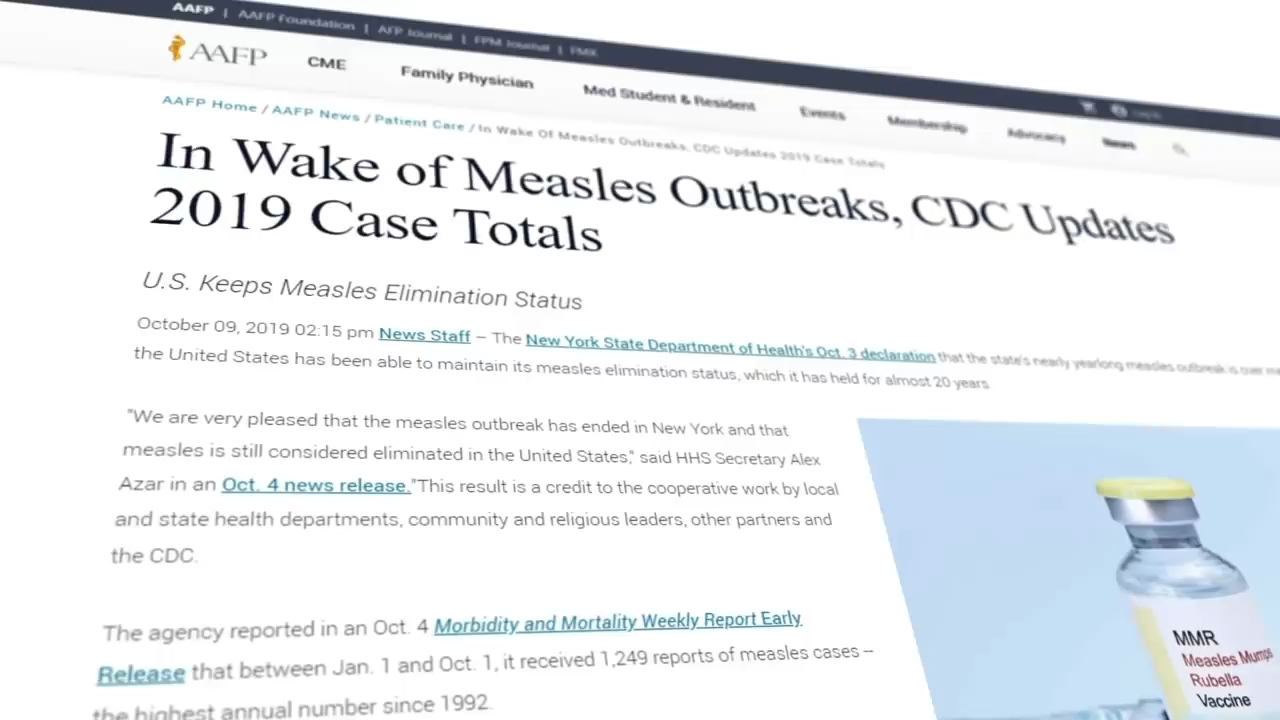 AAFP | AAFP Foundation | AFP Journal | FPM Journal | FMX
AAFP CME Family Physician Med Student & Resident Events Membership Advocacy News
AAFP Home / AAFP News / Patient Care / In Wake Of Measles Outbreaks, CDC Updates 2019 Case Totals
In Wake of Measles Outbreaks, CDC Updates
2019 Case Totals
U.S. Keeps Measles Elimination Status
October 09, 2019 02:15 pm News Staff – The New York State Department of Health's Oct. 3 declaration that the state's nearly yearlong measles outbreak is over
the United States has been able to maintain its measles elimination status, which it has held for almost 20 years.
"We are very pleased that the measles outbreak has ended in New York and that
measles is still considered eliminated in the United States," said HHS Secretary Alex
Azar in an Oct. 4 news release. "This result is a credit to the cooperative work by local
and state health departments, community and religious leaders, other partners and
the CDC.
The agency reported in an Oct. 4 Morbidity and Mortality Weekly Report Early
Release that between Jan. 1 and Oct. 1, it received 1,249 reports of measles cases –
the highest annual number since 1992.
MMR
Measles Mumps
Rubella
Vaccine